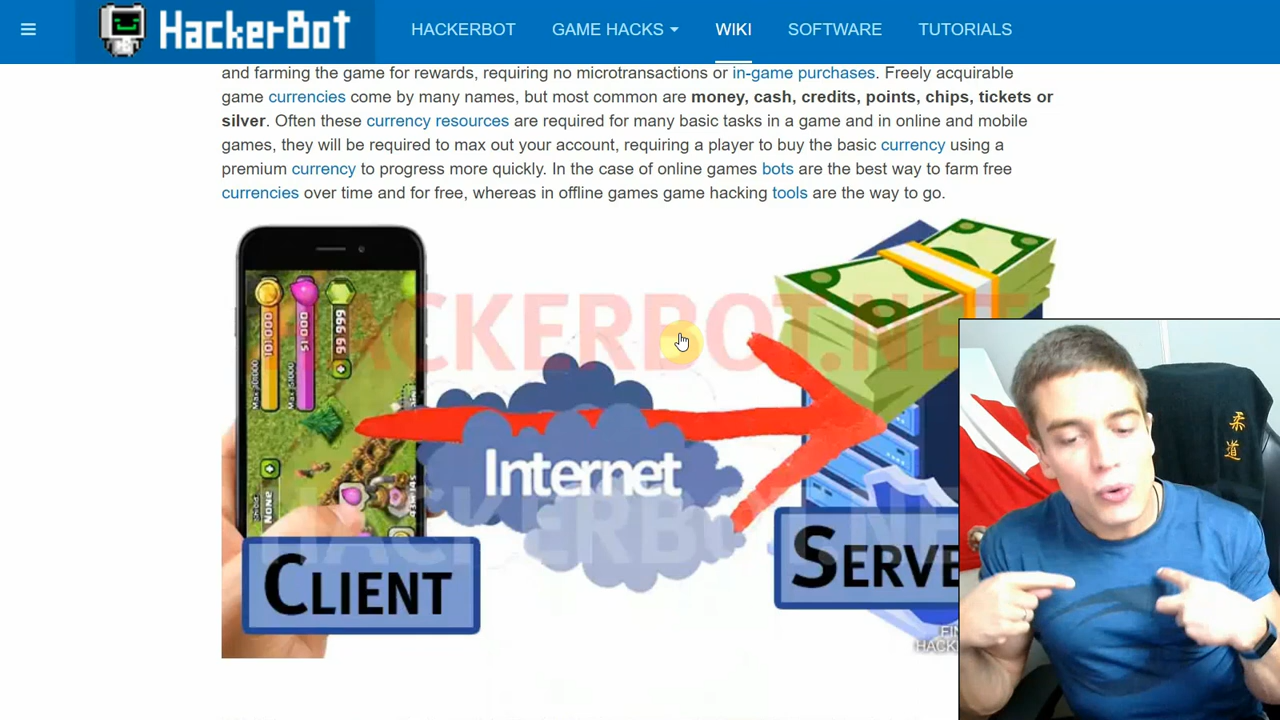 HackerBot
HACKERBOT
GAME HACKS
WIKI
SOFTWARE
TUTORIALS
and farming the game for rewards, requiring no microtransactions or in-game purchases. Freely acquirable
game currencies come by many names, but most common are money, cash, credits, points, chips, tickets or
silver. Often these currency resources are required for many basic tasks in a game and in online and mobile
games, they will be required to max out your account, requiring a player to buy the basic currency using a
premium currency to progress more quickly. In the case of online games bots are the best way to farm free
currencies over time and for free, whereas in offline games game hacking tools are the way to go.
HACKERBOT.NET
Internet
CLIENT
SERVE
柔
道